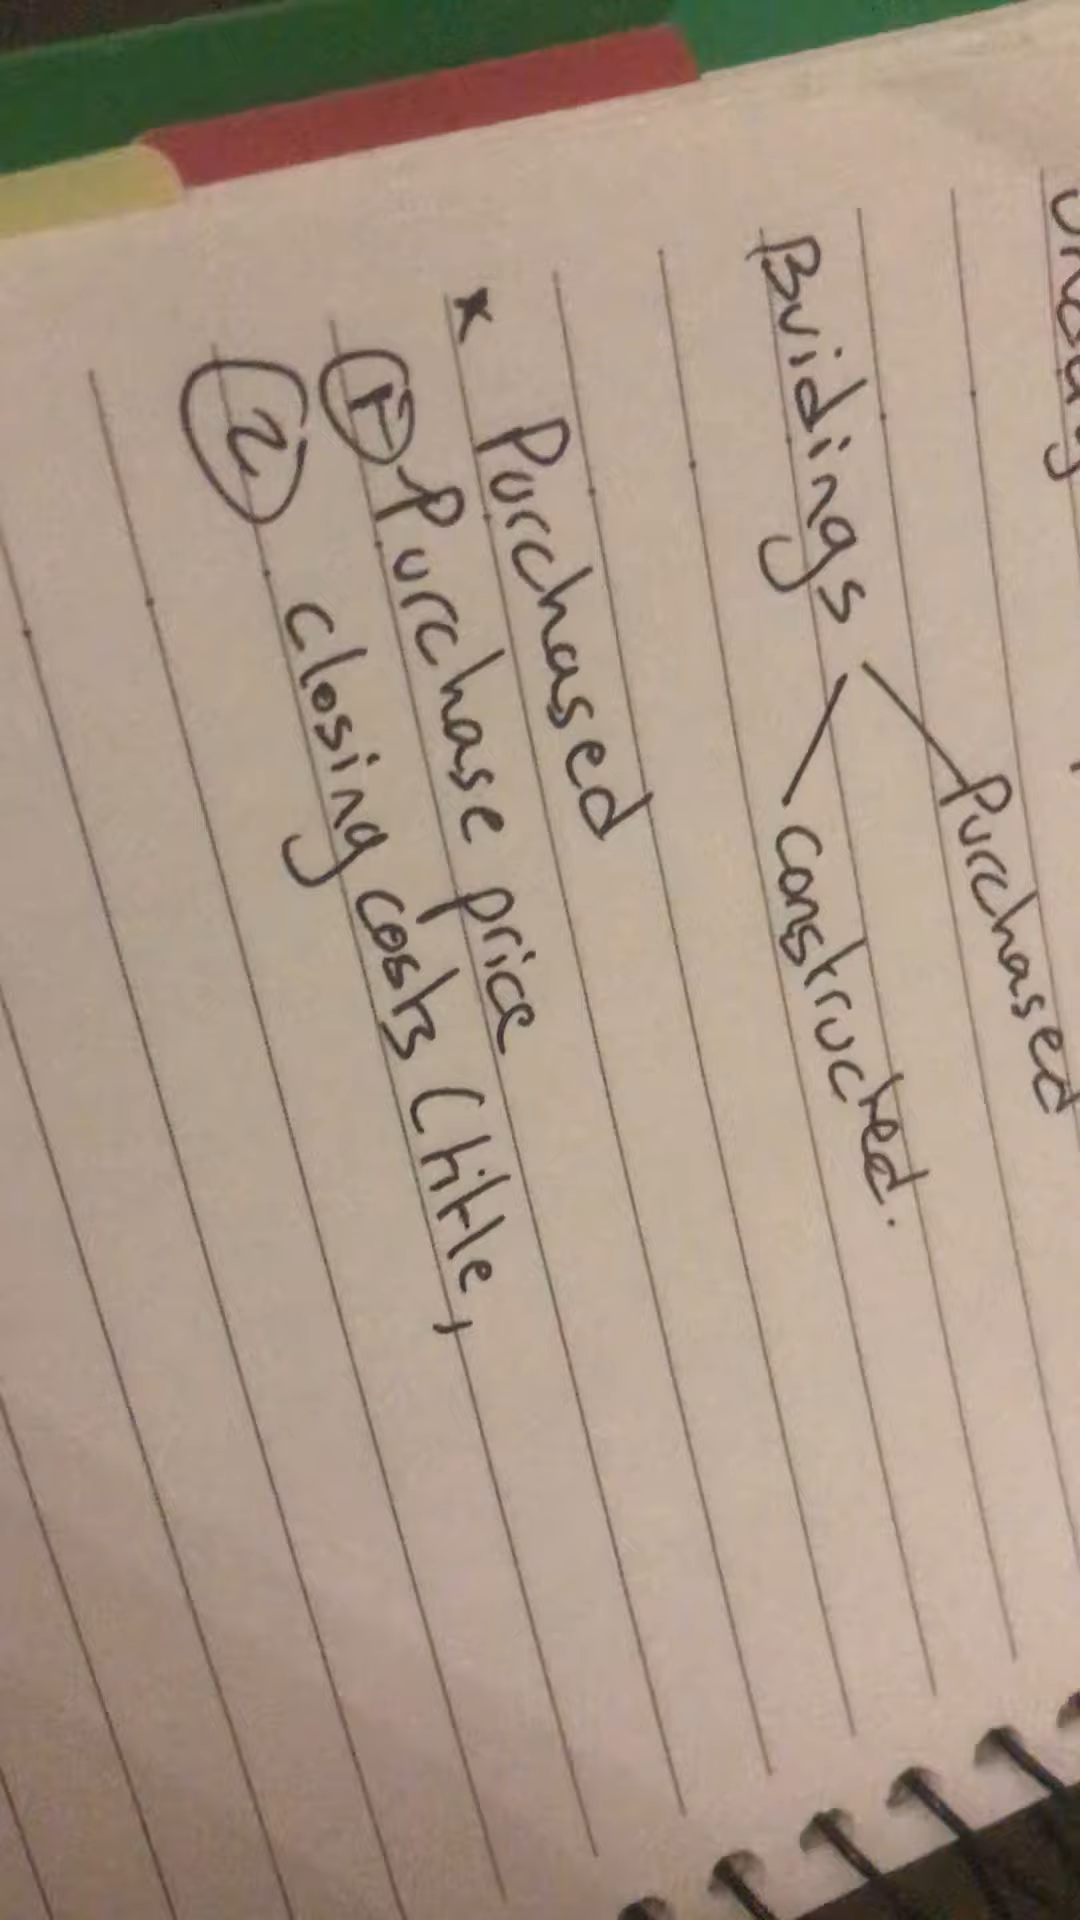 Buidings
Purchased
constructed.
* Purchased
① Purchase price
② closing costs (title,